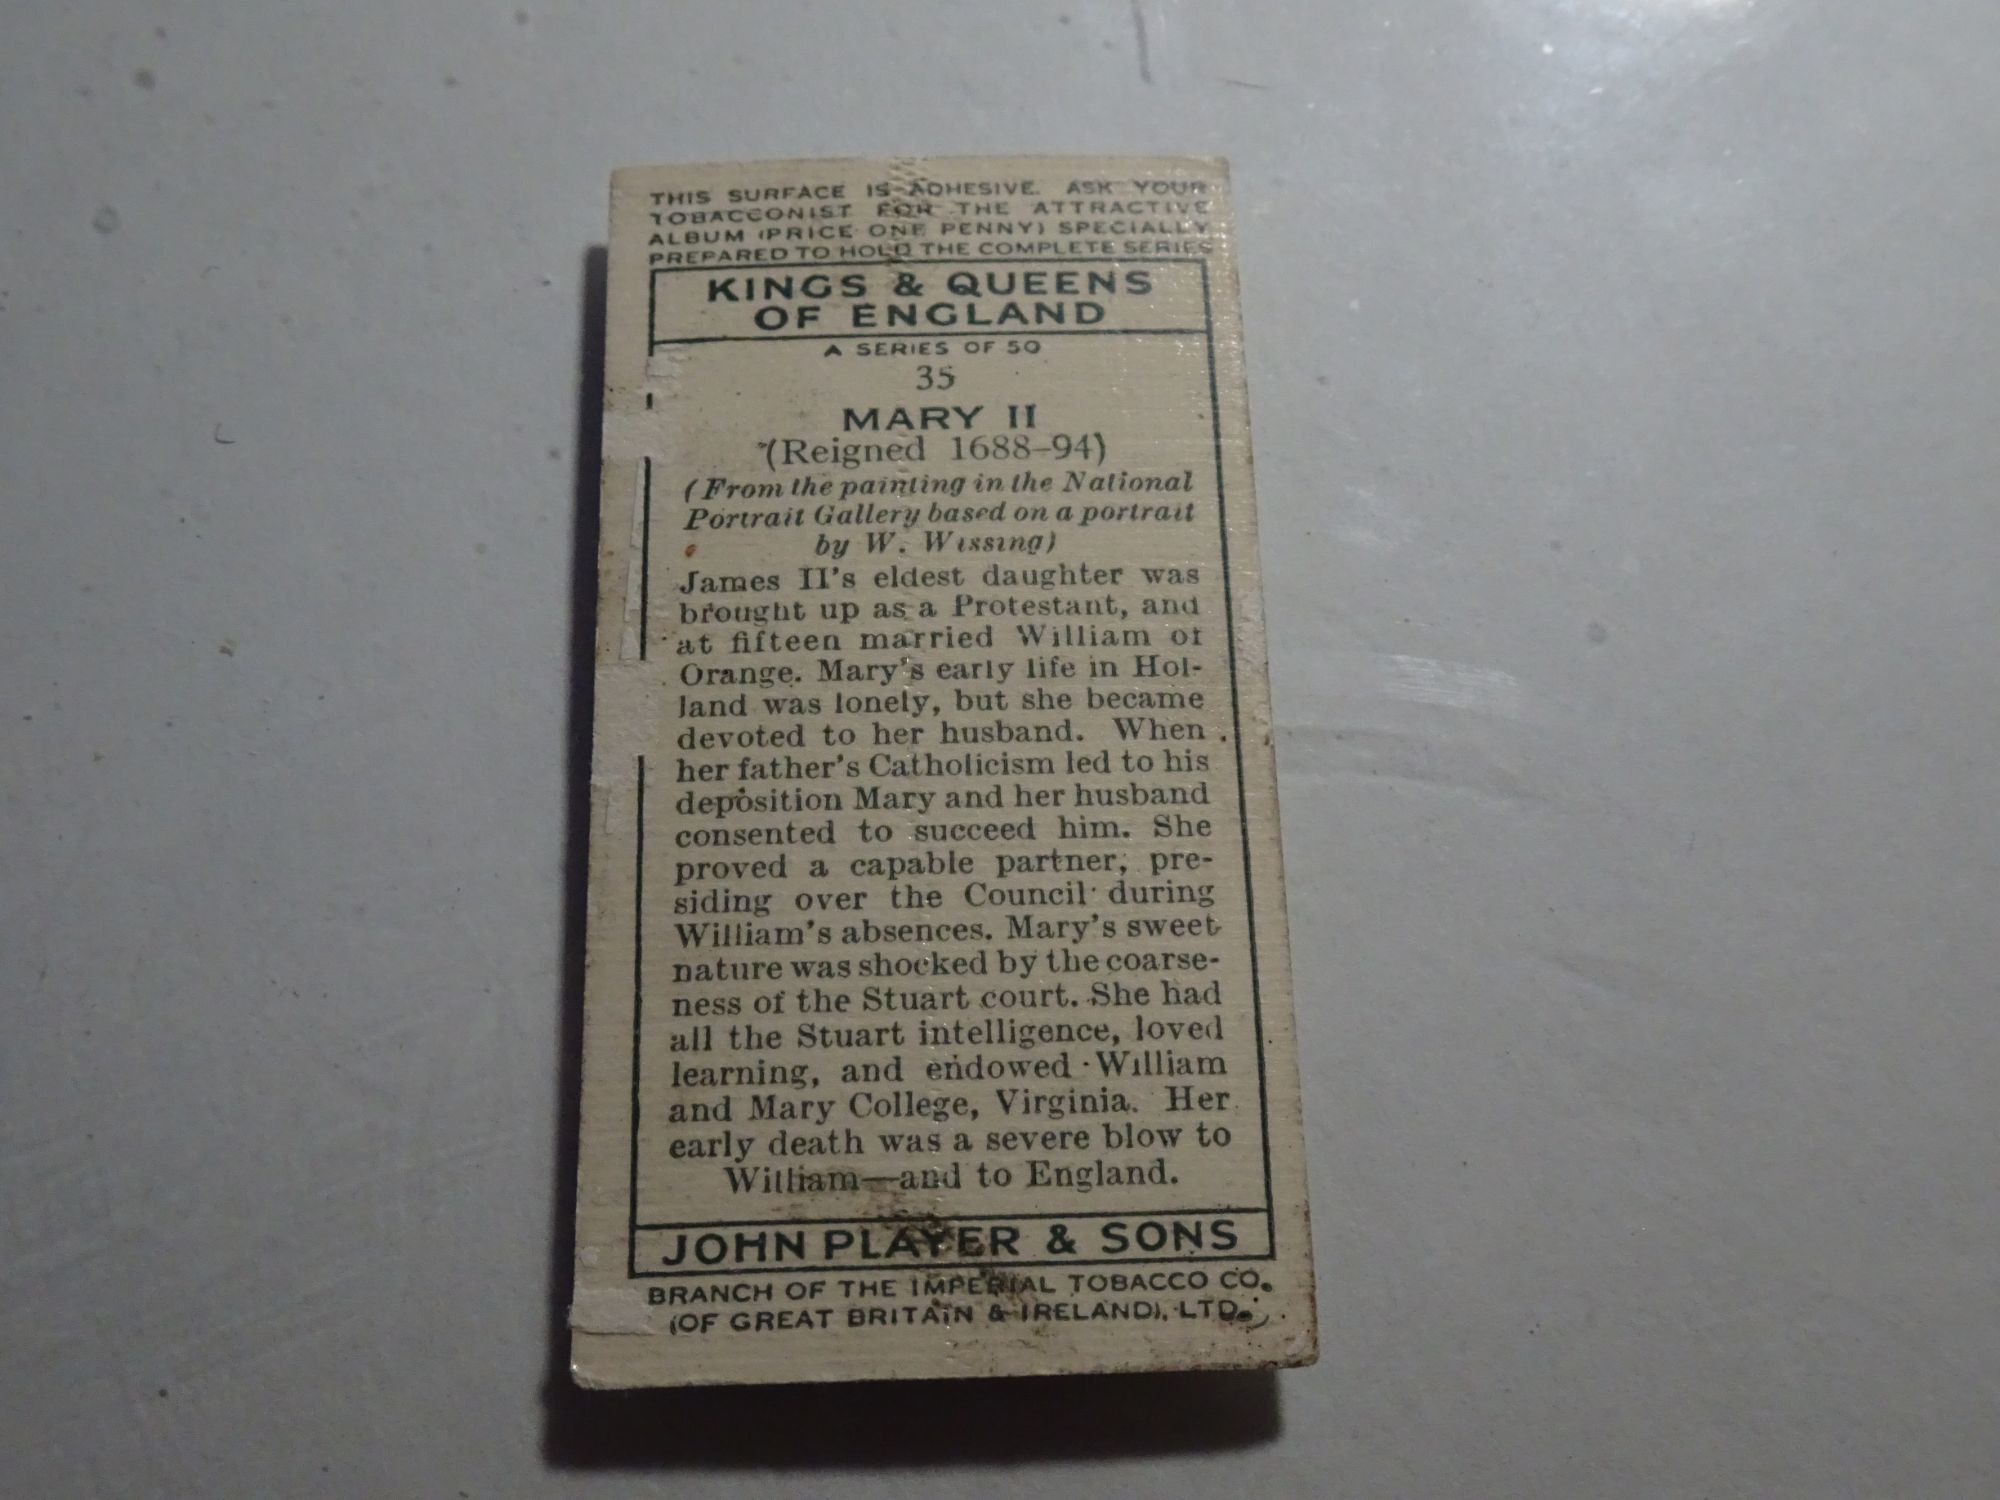 THIS SURFACE IS ADHESIVE. ASK YOUR
TOBACCONIST FOR THE ATTRACTIVE
ALBUM (PRICE ONE PENNY) SPECIALLY
PREPARED TO HOLD THE COMPLETE SERIES
KINGS & QUEENS
OF ENGLAND
A SERIES OF 50
35
MARY II
(Reigned 1688–94)
(From the painting in the National
Portrait Gallery based on a portrait
by W. Wissing)
James II's eldest daughter was
brought up as a Protestant, and
at fifteen married William of
Orange. Mary's early life in Hol-
land was lonely, but she became
devoted to her husband. When
her father's Catholicism led to his
deposition Mary and her husband
consented to succeed him. She
proved a capable partner, pre-
siding over the Council during
William's absences. Mary's sweet
nature was shocked by the coarse-
ness of the Stuart court. She had
all the Stuart intelligence, loved
learning, and endowed William
and Mary College, Virginia. Her
early death was a severe blow to
William—and to England.
JOHN PLAYER & SONS
BRANCH OF THE IMPERIAL TOBACCO CO.
(OF GREAT BRITAIN & IRELAND), LTD.